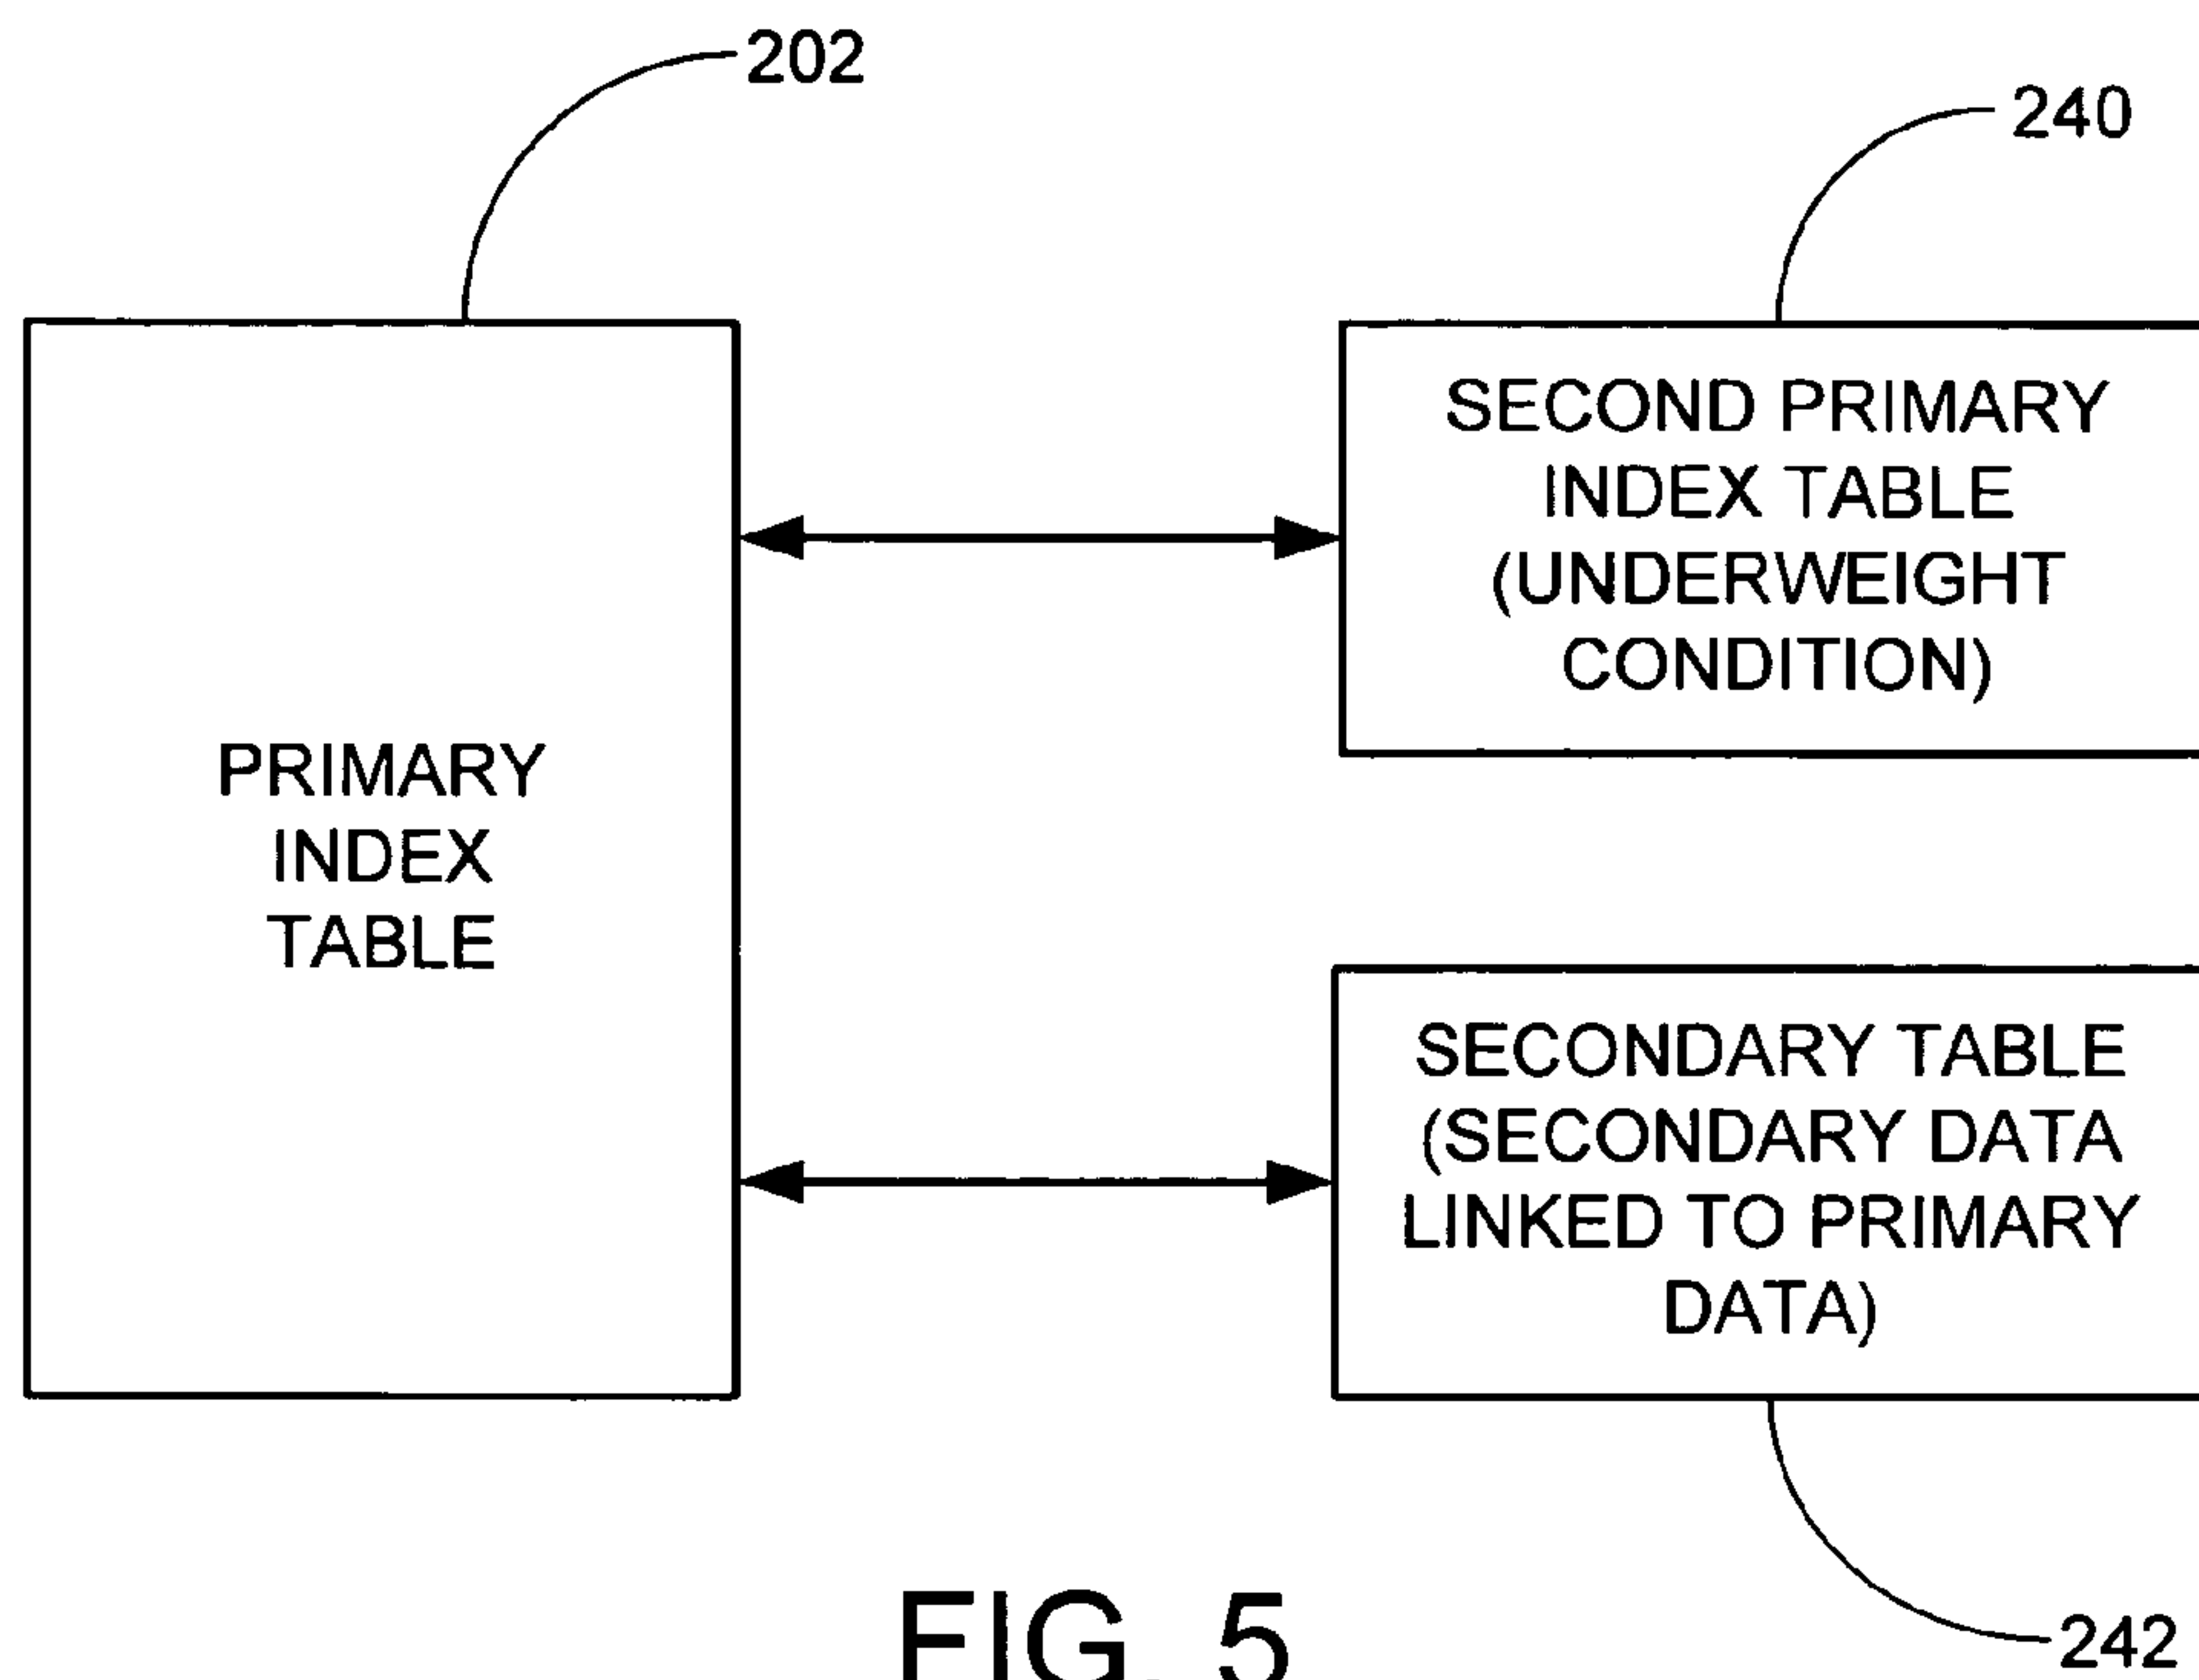 202
240
PRIMARY
INDEX
TABLE
SECOND PRIMARY
INDEX TABLE
(UNDERWEIGHT
CONDITION)
SECONDARY TABLE
(SECONDARY DATA
LINKED TO PRIMARY
DATA)
242
FIG. 5